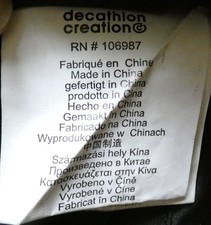 decathlon
creation©
RN # 106987
Fabriqué en Chine
Made in China
gefertigt in China
prodotto in Cina
Hecho en China
Gemaakt in China
Fabricado na China
Wyprodukowane w Chinach
中国制造
Származási hely Kína
Произведено в Китае
Κατασκευάζεται στην Κίνα
Vyrobeno v Číně
Vyrobené v Číne
Fabricat în China